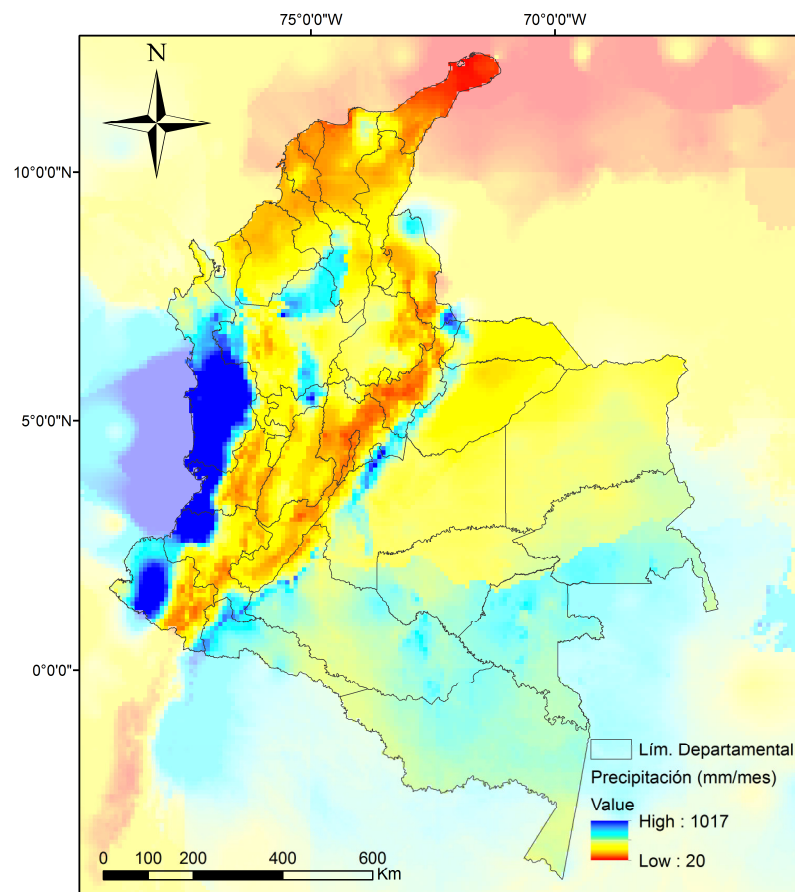 75°0'0"W
70°0'0"W
N
10°0'0"N
5°0'0"N
0°0'0"
Lím. Departamental
Precipitación (mm/mes)
Value
High : 1017
Low : 20
0 100 200 400 600
Km